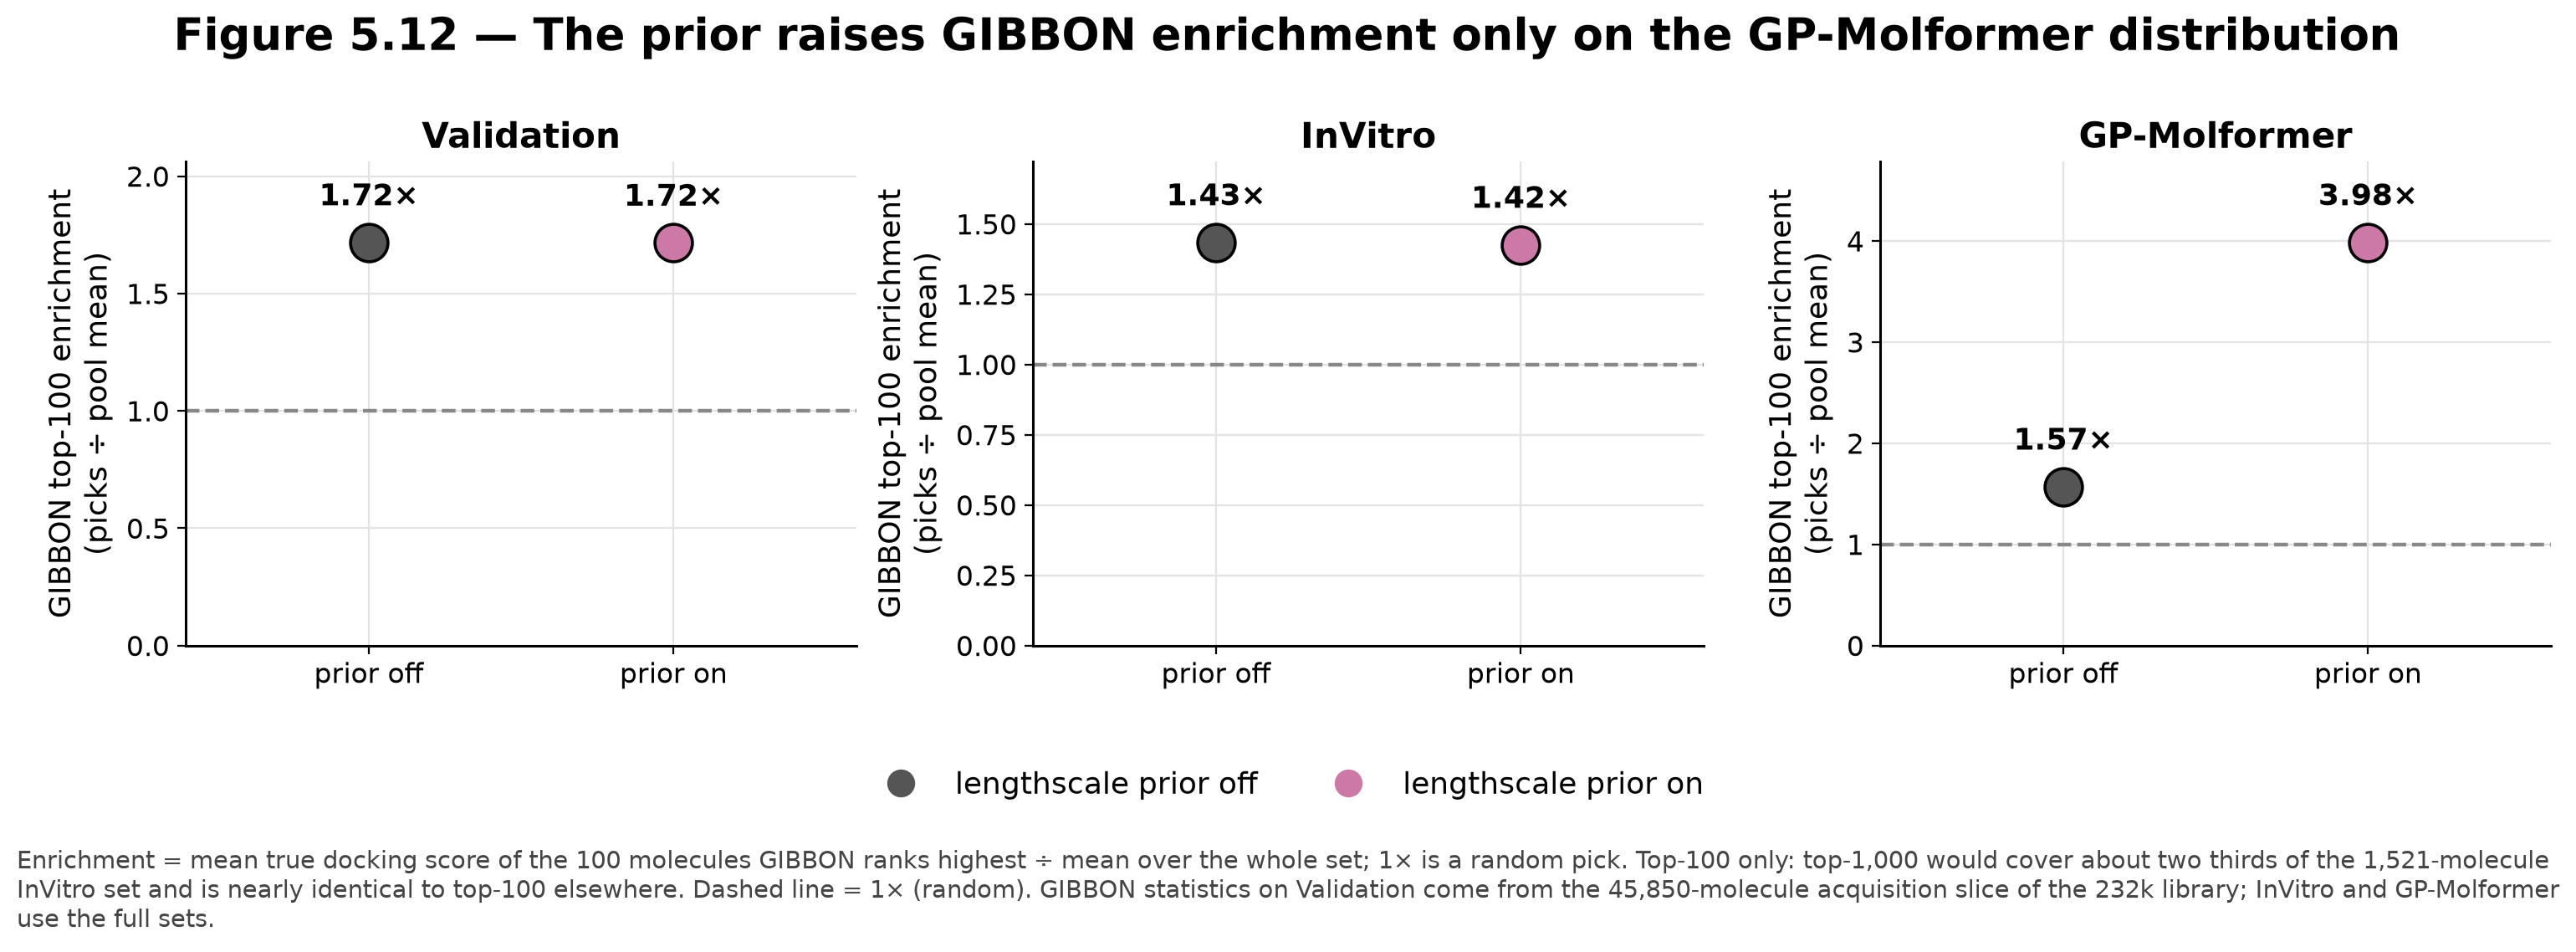 Figure 5.12 — The prior raises GIBBON enrichment only on the GP-Molformer distribution
Validation
GIBBON top-100 enrichment
(picks ÷ pool mean)
2.0
1.5
1.0
0.5
0.0
1.72×
1.72×
prior off
prior on
InVitro
GIBBON top-100 enrichment
(picks ÷ pool mean)
1.50
1.25
1.00
0.75
0.50
0.25
0.00
1.43×
1.42×
prior off
prior on
GP-Molformer
GIBBON top-100 enrichment
(picks ÷ pool mean)
4
3
2
1
0
1.57×
3.98×
prior off
prior on
lengthscale prior off
lengthscale prior on
Enrichment = mean true docking score of the 100 molecules GIBBON ranks highest ÷ mean over the whole set; 1× is a random pick. Top-100 only: top-1,000 would cover about two thirds of the 1,521-molecule
InVitro set and is nearly identical to top-100 elsewhere. Dashed line = 1× (random). GIBBON statistics on Validation come from the 45,850-molecule acquisition slice of the 232k library; InVitro and GP-Molformer
use the full sets.